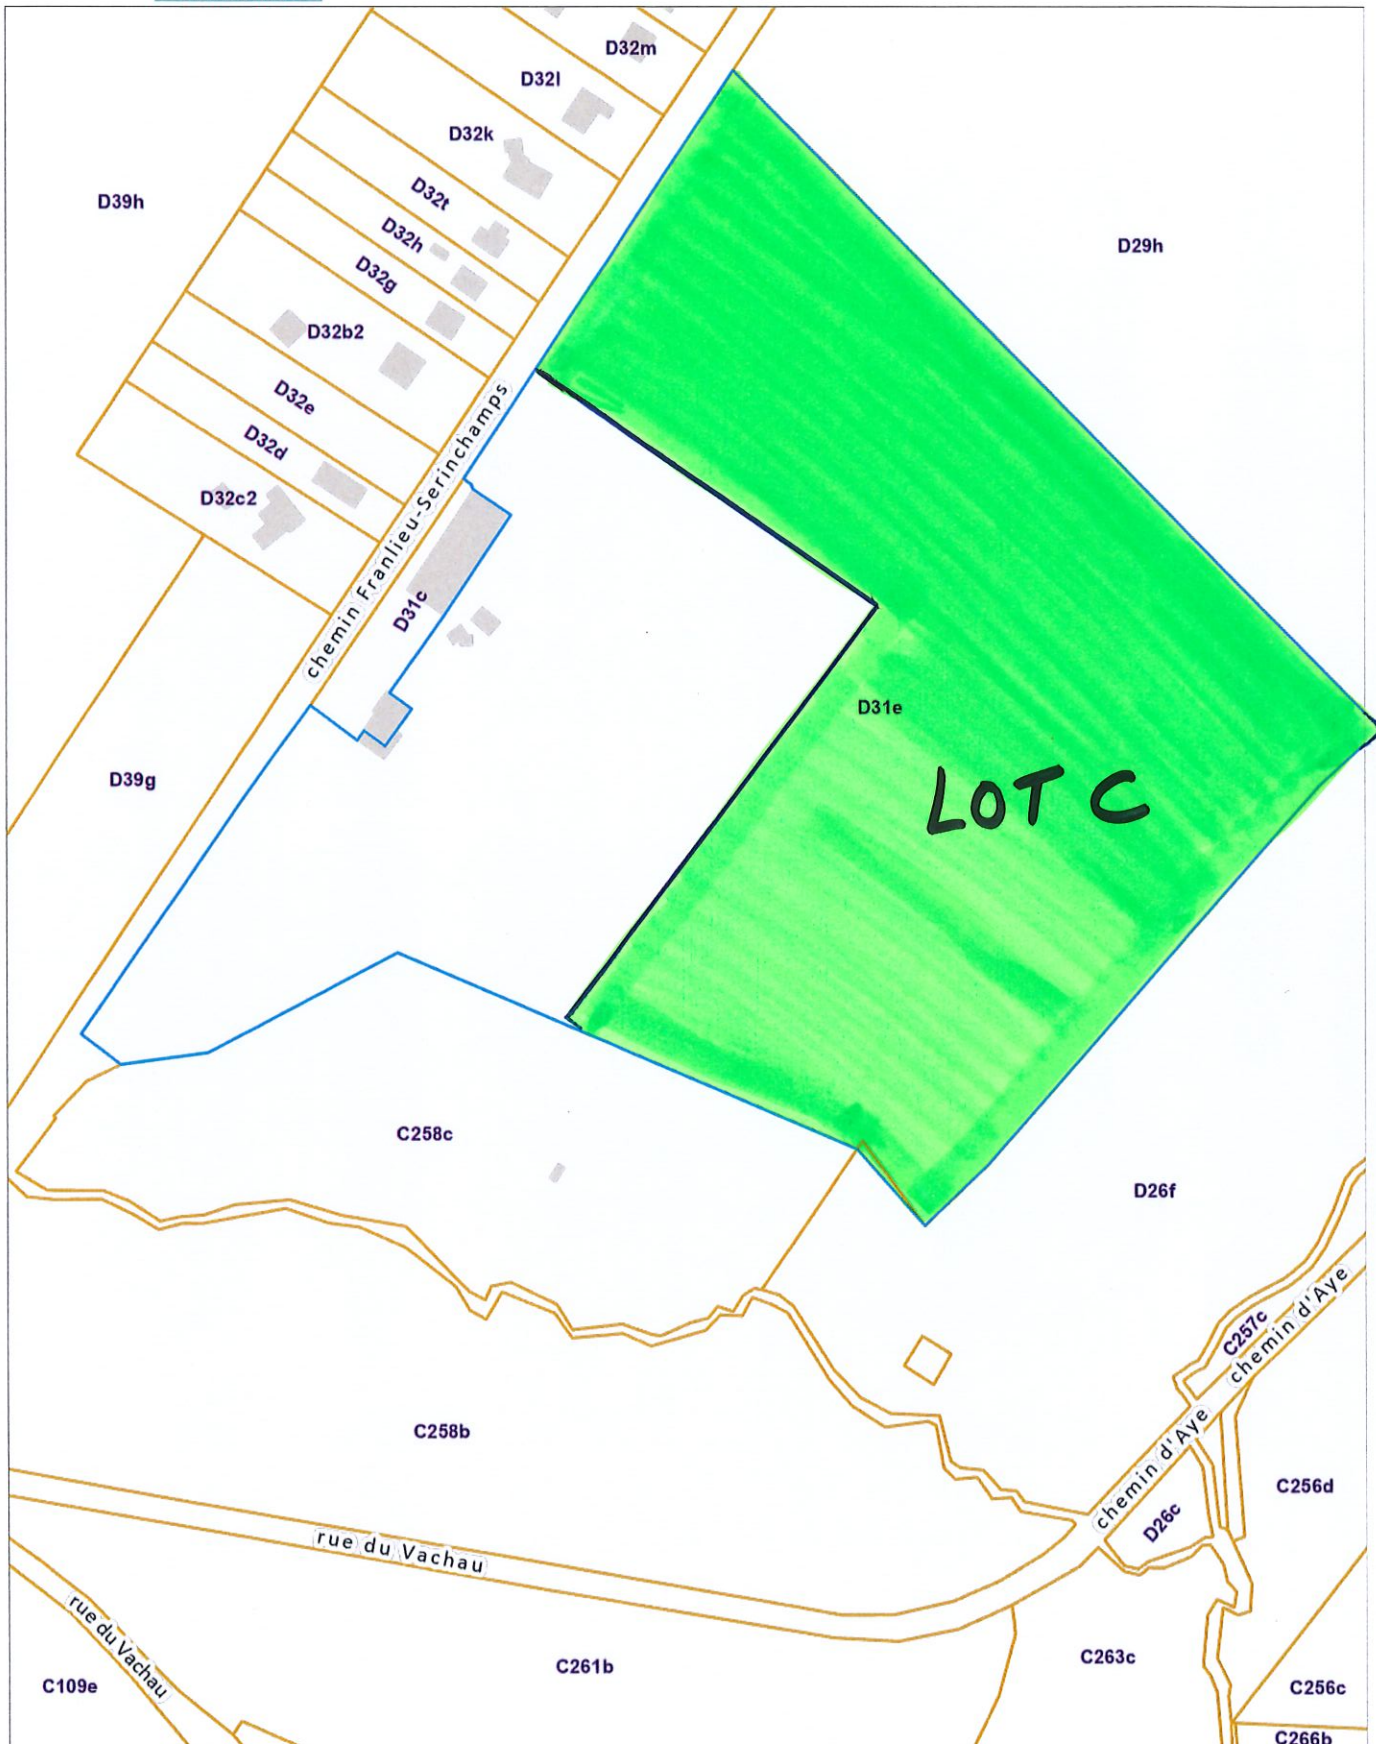 D32m
D32l
D32k
D39h
D32t
D32h
D29h
D32g
D32b2
D32e
D32d
D32c2
chemin Franlieu-Serinchamps
D31c
D31e
D39g
LOT C
C258c
D26f
C257c
chemin d'Aye
C258b
chemin d'Aye
C256d
D26c
rue du Vachau
rue du Vachau
C261b
C263c
C109e
C256c
C266b